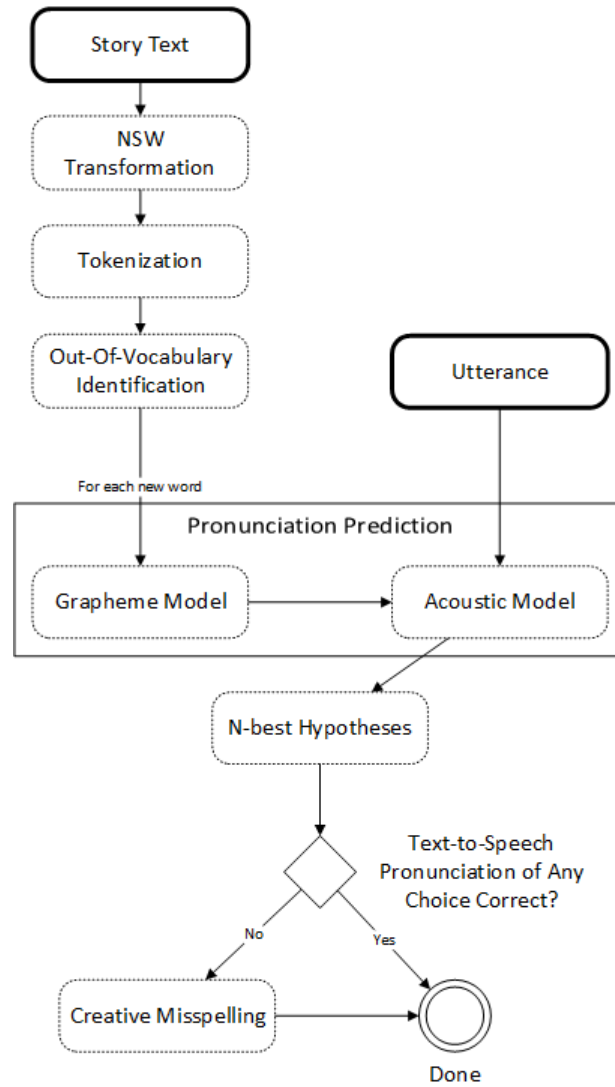 Story Text
NSW
Transformation
Tokenization
Out-Of-Vocabulary
Identification
Utterance
For each new word
Pronunciation Prediction
Grapheme Model
Acoustic Model
N-best Hypotheses
Text-to-Speech
Pronunciation of Any
Choice Correct?
No
Yes
Creative Misspelling
Done